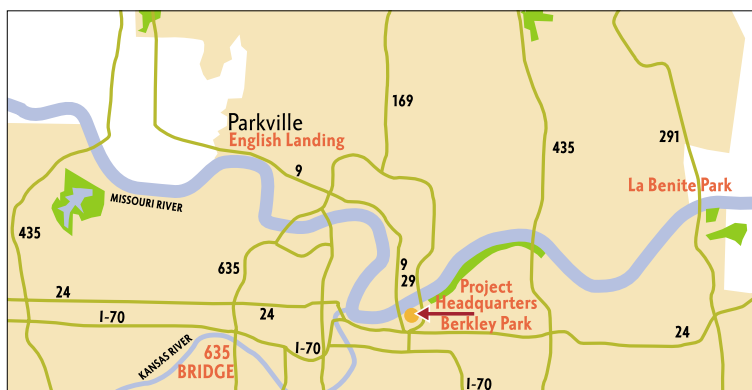 169
Parkville
English Landing
291
435
9
La Benite Park
MISSOURI RIVER
435
635
9
29
Project
Headquarters
Berkley Park
24
I-70
24
24
KANSAS RIVER
635
BRIDGE
I-70
I-70